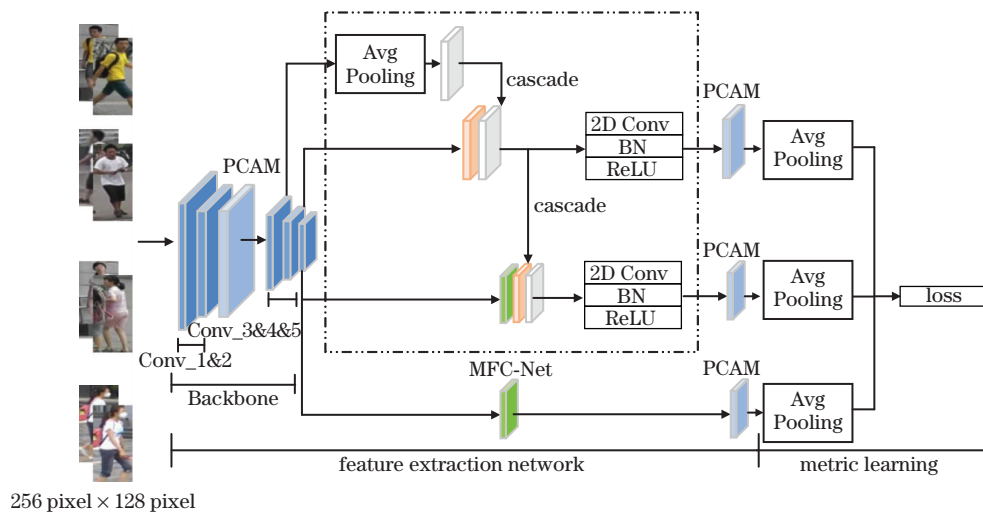 Avg
Pooling
cascade
PCAM
2D Conv
BN
ReLU
Avg
Pooling
PCAM
cascade
PCAM
2D Conv
BN
ReLU
Avg
Pooling
loss
Conv_3&4&5
Conv_1&2
MFC-Net
PCAM
Backbone
Avg
Pooling
feature extraction network
metric learning
256 pixel × 128 pixel